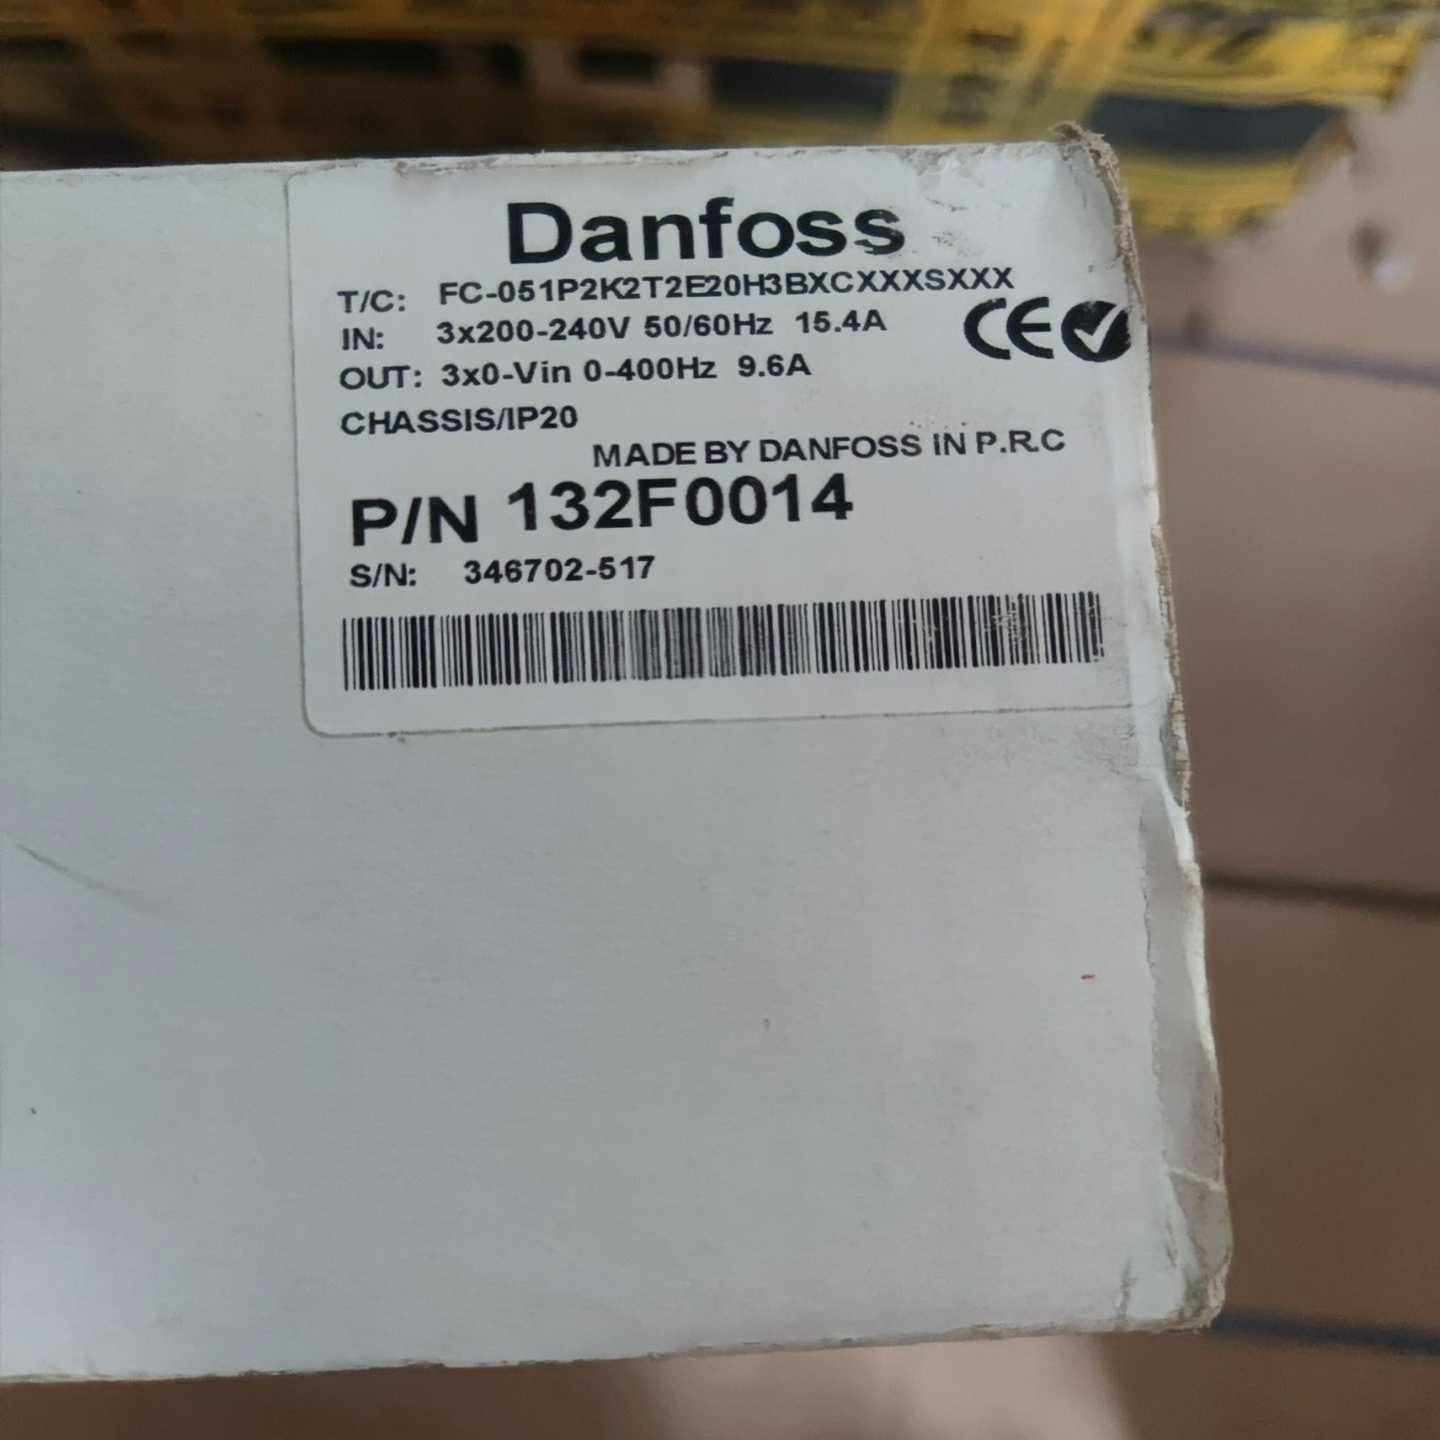 Danfoss
T/C: FC-051P2K2T2E20H3BXCXXXSXXX
IN: 3x200-240V 50/60Hz 15.4A
CE
OUT: 3x0-Vin 0-400Hz 9.6A
CHASSIS/IP20
MADE BY DANFOSS IN P.R.C
P/N 132F0014
S/N: 346702-517